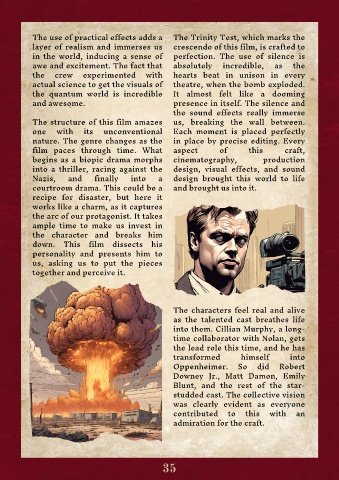 The use of practical effects adds a
layer of realism and immerses us
in the world, inducing a sense of
awe and excitement. The fact that
the crew experimented with
actual science to get the visuals of
the quantum world is incredible
and awesome.
The structure of this film amazes
one with its unconventional
nature. The genre changes as the
film paces through time. What
begins as a biopic drama morphs
into a thriller, racing against the
Nazis, and finally into a
courtroom drama. This could be a
recipe for disaster, but here it
works like a charm, as it captures
the arc of our protagonist. It takes
ample time to make us invest in
the character and breaks him
down. This film dissects his
personality and presents him to
us, asking us to put the pieces
together and perceive it.
The Trinity Test, which marks the
crescendo of this film, is crafted to
perfection. The use of silence is
absolutely incredible, as the
hearts beat in unison in every
theatre, when the bomb exploded.
It almost felt like a dooming
presence in itself. The silence and
the sound effects really immerse
us, breaking the wall between.
Each moment is placed perfectly
in place by precise editing. Every
aspect of this craft,
cinematography, production
design, visual effects, and sound
design brought this world to life
and brought us into it.
The characters feel real and alive
as the talented cast breathes life
into them. Cillian Murphy, a long-
time collaborator with Nolan, gets
the lead role this time, and he has
transformed himself into
Oppenheimer. So did Robert
Downey Jr., Matt Damon, Emily
Blunt, and the rest of the star-
studded cast. The collective vision
was clearly evident as everyone
contributed to this with an
admiration for the craft.
35